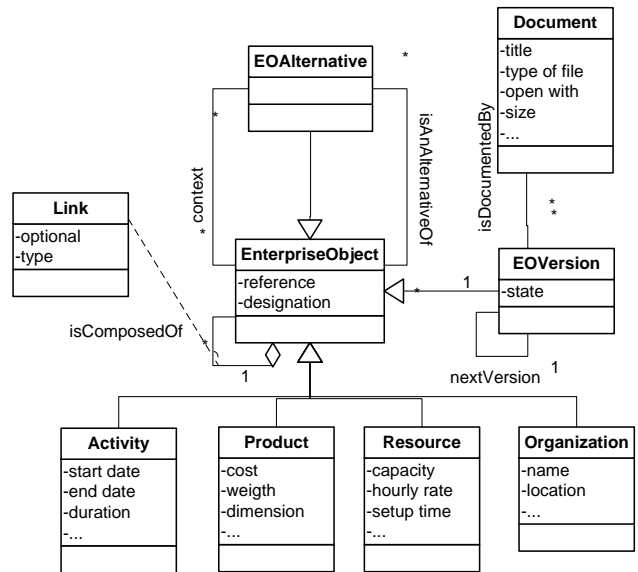 Document
-title
-type of file
-open with
-size
-...
EOAlternative
*
*
* context
isAnAlternativeOf
isDocumentedBy
*
*
Link
-optional
-type
EnterpriseObject
-reference
-designation
*
1
EOVersion
-state
isComposedOf
*
1
nextVersion
1
Activity
-start date
-end date
-duration
-...
Product
-cost
-weigth
-dimension
-...
Resource
-capacity
-hourly rate
-setup time
-...
Organization
-name
-location
-...